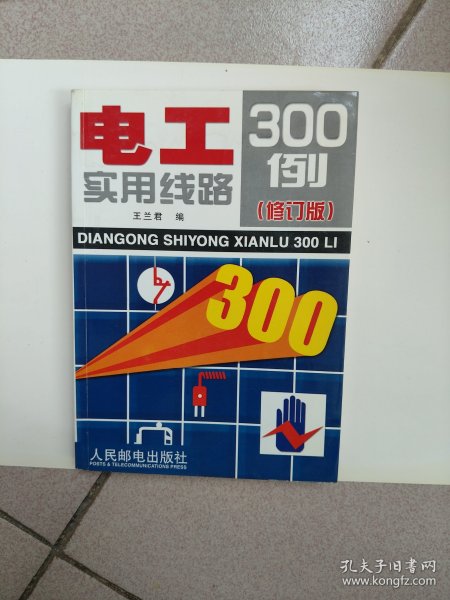 电工
实用线路
300
例
（修订版）
王兰君 编
DIANGONG SHIYONG XIANLU 300 LI
300
人民邮电出版社
POSTS & TELECOMMUNICATIONS PRESS
孔夫子旧书网
www.kongfz.com